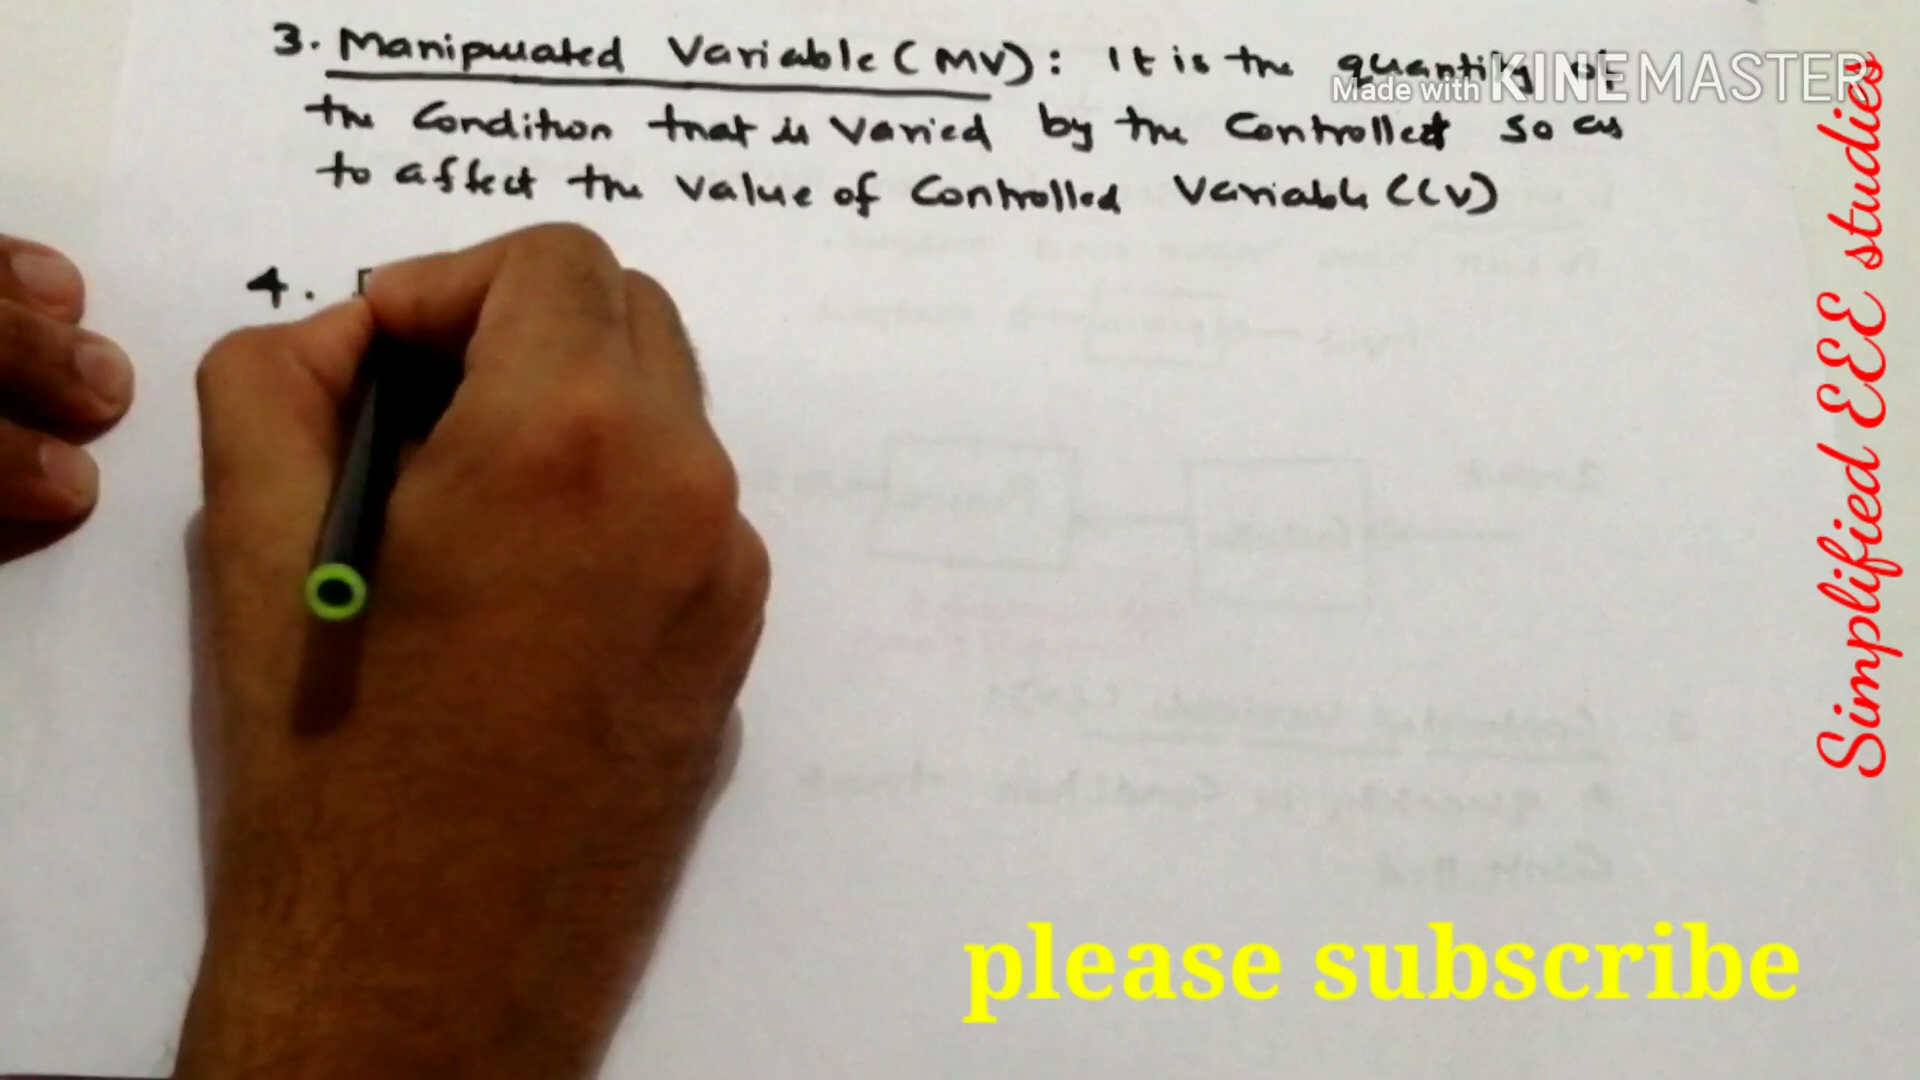 3. Manipulated Variable (MV): It is the quantity of
Made with KINEMASTER
the Condition that is varied by the Controlled so as
to affect the value of Controlled Variable (CV)
4.
Simplified EEE studies
please subscribe